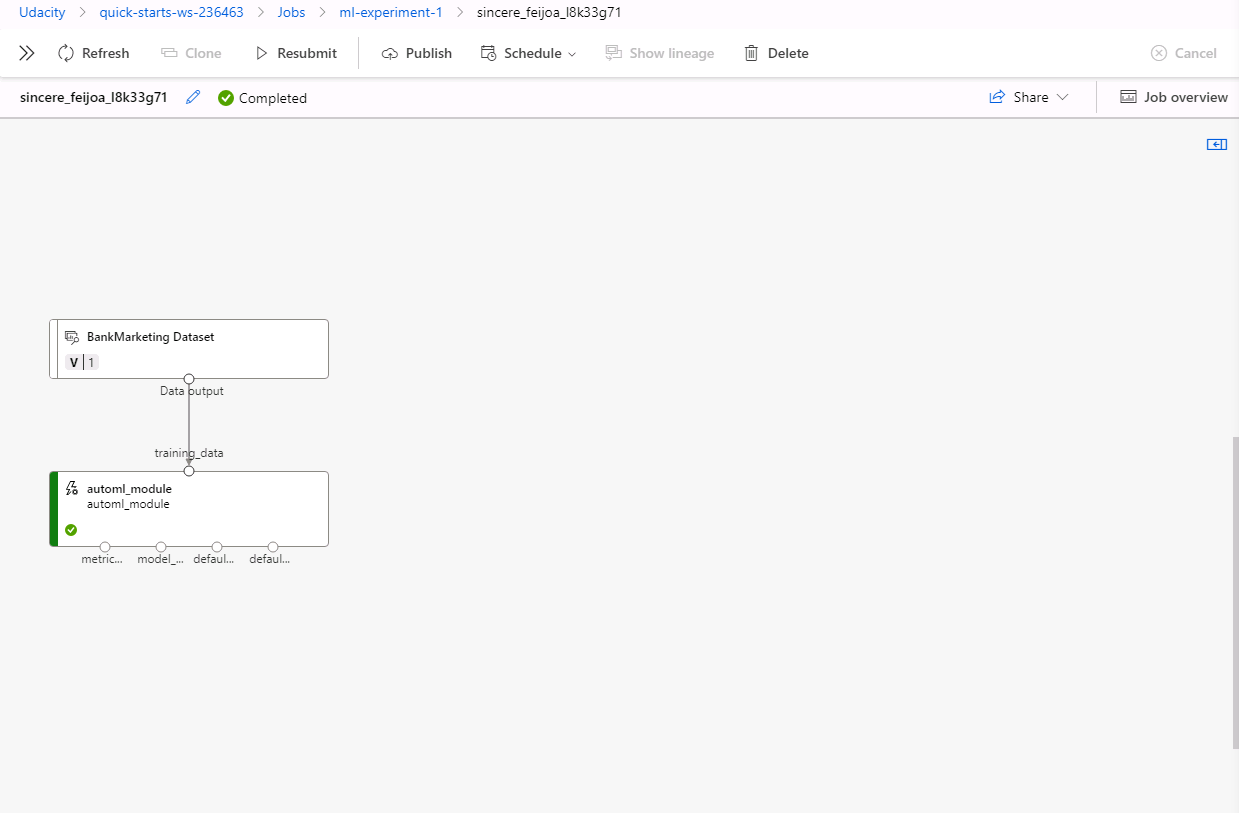 Udacity > quick-starts-ws-236463 > Jobs > ml-experiment-1 > sincere_feijoa_l8k33g71
Refresh Clone Resubmit Publish Schedule Show lineage Delete Cancel
sincere_feijoa_l8k33g71 Completed Share Job overview
BankMarketing Dataset
V 1
Data output
training_data
automl_module
automl_module
metric... model_... defaul... defaul...